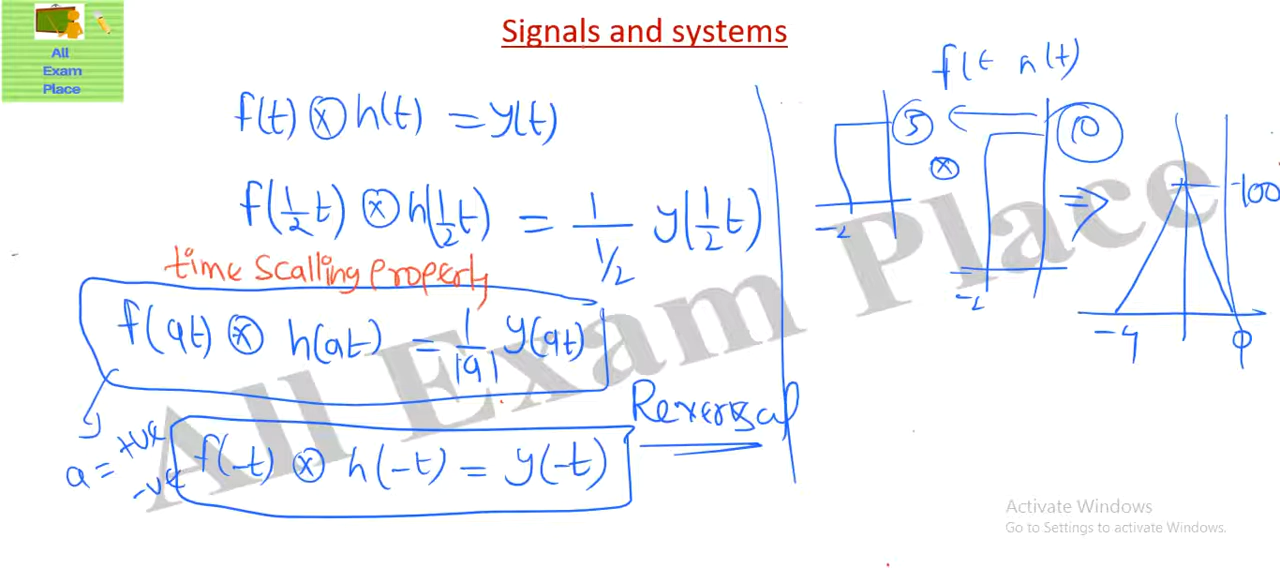 All
Exam
Place
Signals and systems
f(t) ⊗ h(t) = y(t)
f(1/2 t) ⊗ h(1/2 t) = 1/(1/2) y(1/2 t)
time scalling property
f(at) ⊗ h(at) = 1/|a| y(at)
a = +ve
-ve
f(-t) ⊗ h(-t) = y(-t)
Reversal
f(t h(t)
5
⊗
10
⇒
100
-2
-2
-4
0
All Exam Place
Activate Windows
Go to Settings to activate Windows.